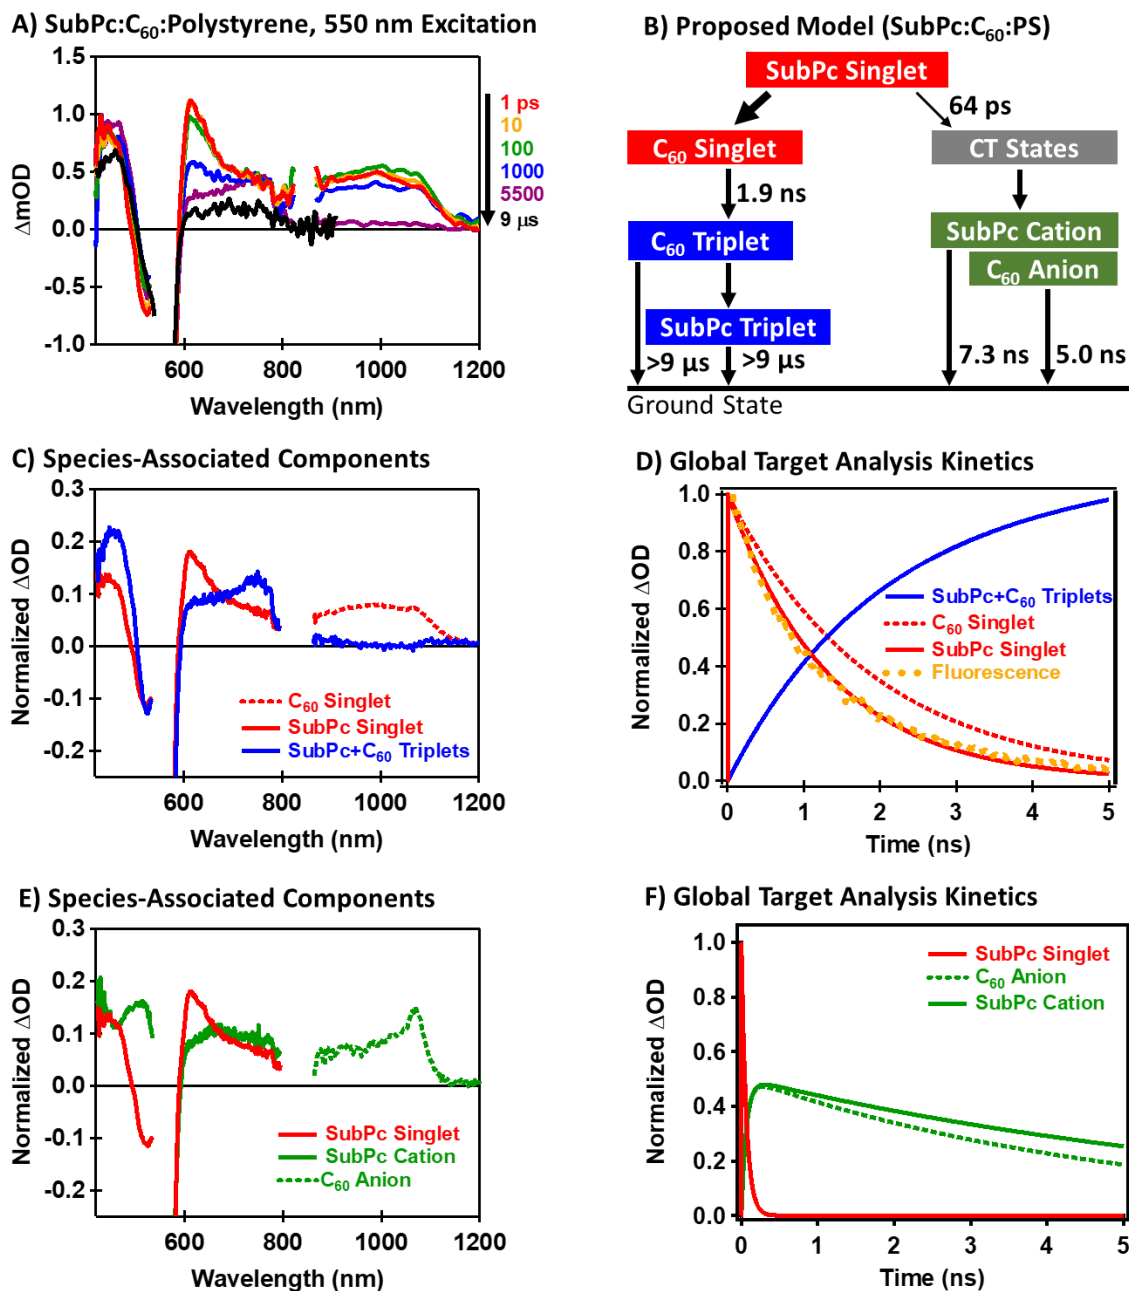 A) SubPc:C₆₀:Polystyrene, 550 nm Excitation
1.5
1.0
0.5
0.0
-0.5
-1.0
ΔmOD
1 ps
10
100
1000
5500
9 μs
600
800
1000
1200
Wavelength (nm)
B) Proposed Model (SubPc:C₆₀:PS)
SubPc Singlet
64 ps
C₆₀ Singlet
CT States
1.9 ns
C₆₀ Triplet
SubPc Cation
C₆₀ Anion
SubPc Triplet
>9 μs
>9 μs
7.3 ns
5.0 ns
Ground State
C) Species-Associated Components
0.3
0.2
0.1
0.0
-0.1
-0.2
Normalized ΔOD
C₆₀ Singlet
SubPc Singlet
SubPc+C₆₀ Triplets
600
800
1000
1200
Wavelength (nm)
D) Global Target Analysis Kinetics
1.0
0.8
0.6
0.4
0.2
0.0
Normalized ΔOD
SubPc+C₆₀ Triplets
C₆₀ Singlet
SubPc Singlet
Fluorescence
0
1
2
3
4
5
Time (ns)
E) Species-Associated Components
0.3
0.2
0.1
0.0
-0.1
-0.2
Normalized ΔOD
SubPc Singlet
SubPc Cation
C₆₀ Anion
600
800
1000
1200
Wavelength (nm)
F) Global Target Analysis Kinetics
1.0
0.8
0.6
0.4
0.2
0.0
Normalized ΔOD
SubPc Singlet
C₆₀ Anion
SubPc Cation
0
1
2
3
4
5
Time (ns)